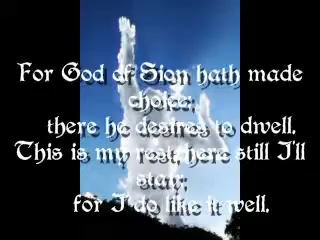 For God of Sion hath made
choice;
there he desires to dwell.
This is my rest, here still I'll
stay;
for I do like it well.